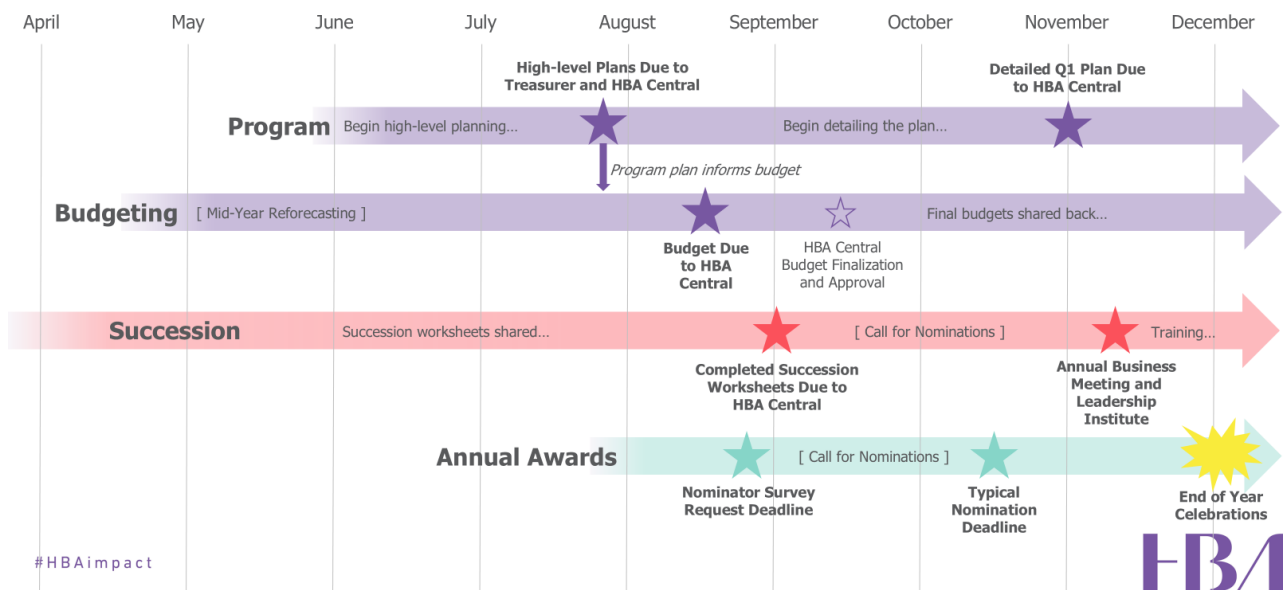 April May June July August September October November December
High-level Plans Due to
Treasurer and HBA Central
Detailed Q1 Plan Due
to HBA Central
Program Begin high-level planning... Begin detailing the plan...
Program plan informs budget
Budgeting [ Mid-Year Reforecasting ] Final budgets shared back...
Budget Due
to HBA
Central
HBA Central
Budget Finalization
and Approval
Succession Succession worksheets shared... [ Call for Nominations ] Training...
Completed Succession
Worksheets Due to
HBA Central
Annual Business
Meeting and
Leadership
Institute
Annual Awards [ Call for Nominations ]
Nominator Survey
Request Deadline
Typical
Nomination
Deadline
End of Year
Celebrations
#HBAimpact
HBA